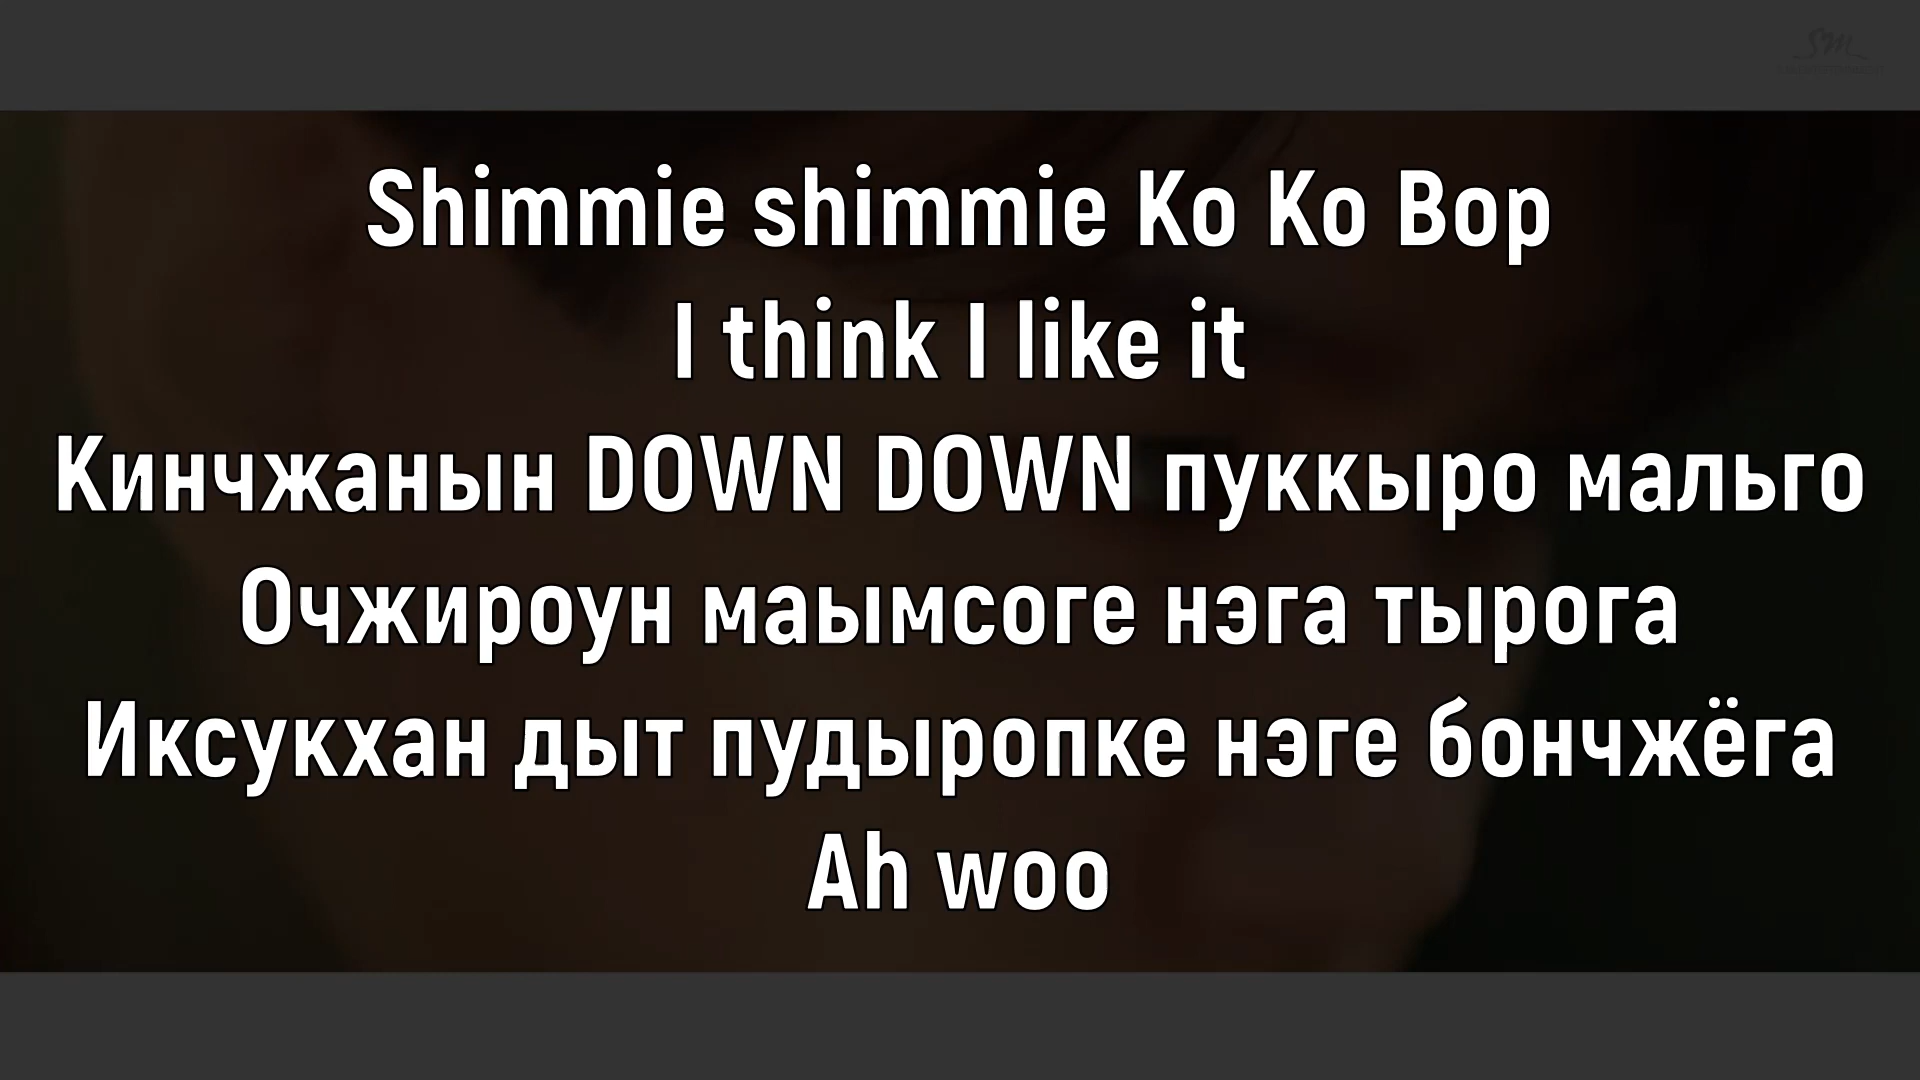 SM
Shimmie shimmie Ko Ko Bop
I think I like it
Кинчжанын DOWN DOWN пуккыро мальго
Очжироун маымсоге нэга тырога
Иксукхан дыт пудыропке нэге бончжёга
Ah woo